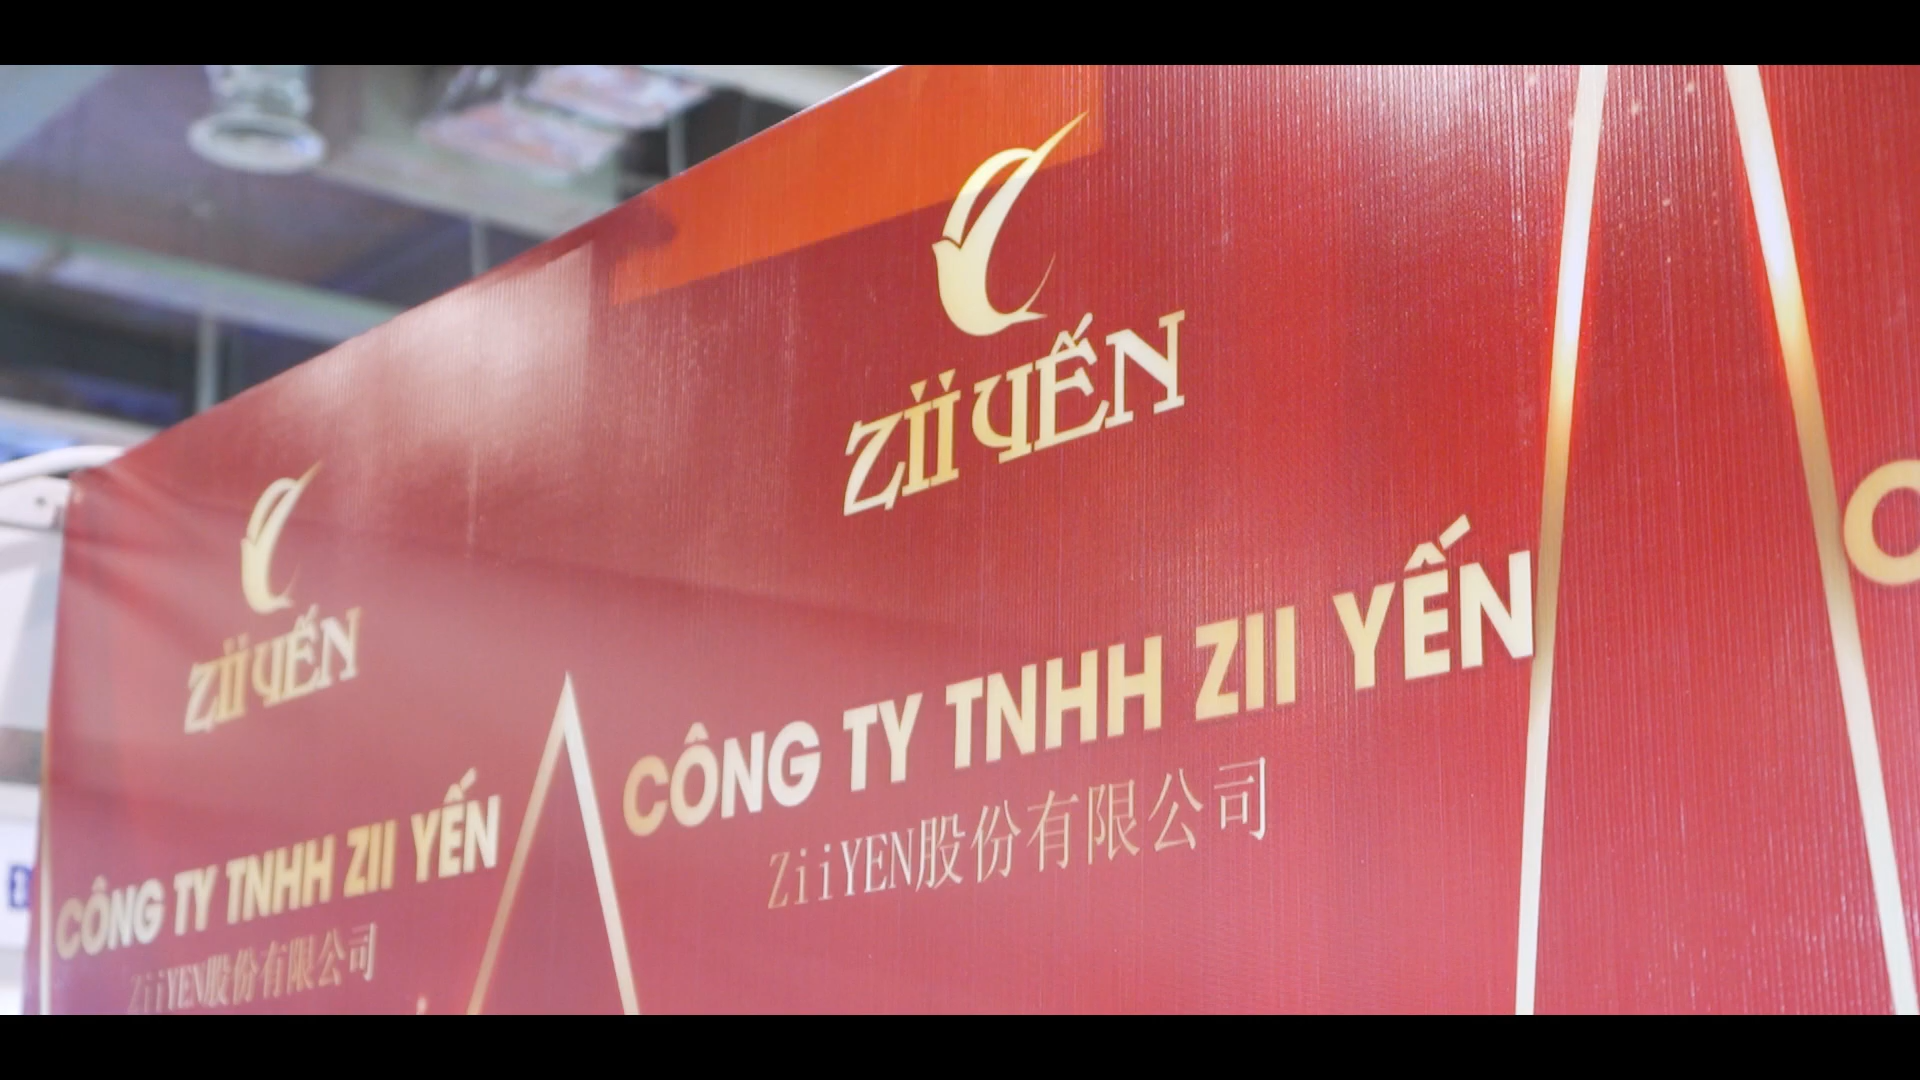 ZII YẾN
CÔNG TY TNHH ZII YẾN
ZiiYEN股份有限公司
ZII YẾN
CÔNG TY TNHH ZII YẾN
ZiiYEN股份有限公司